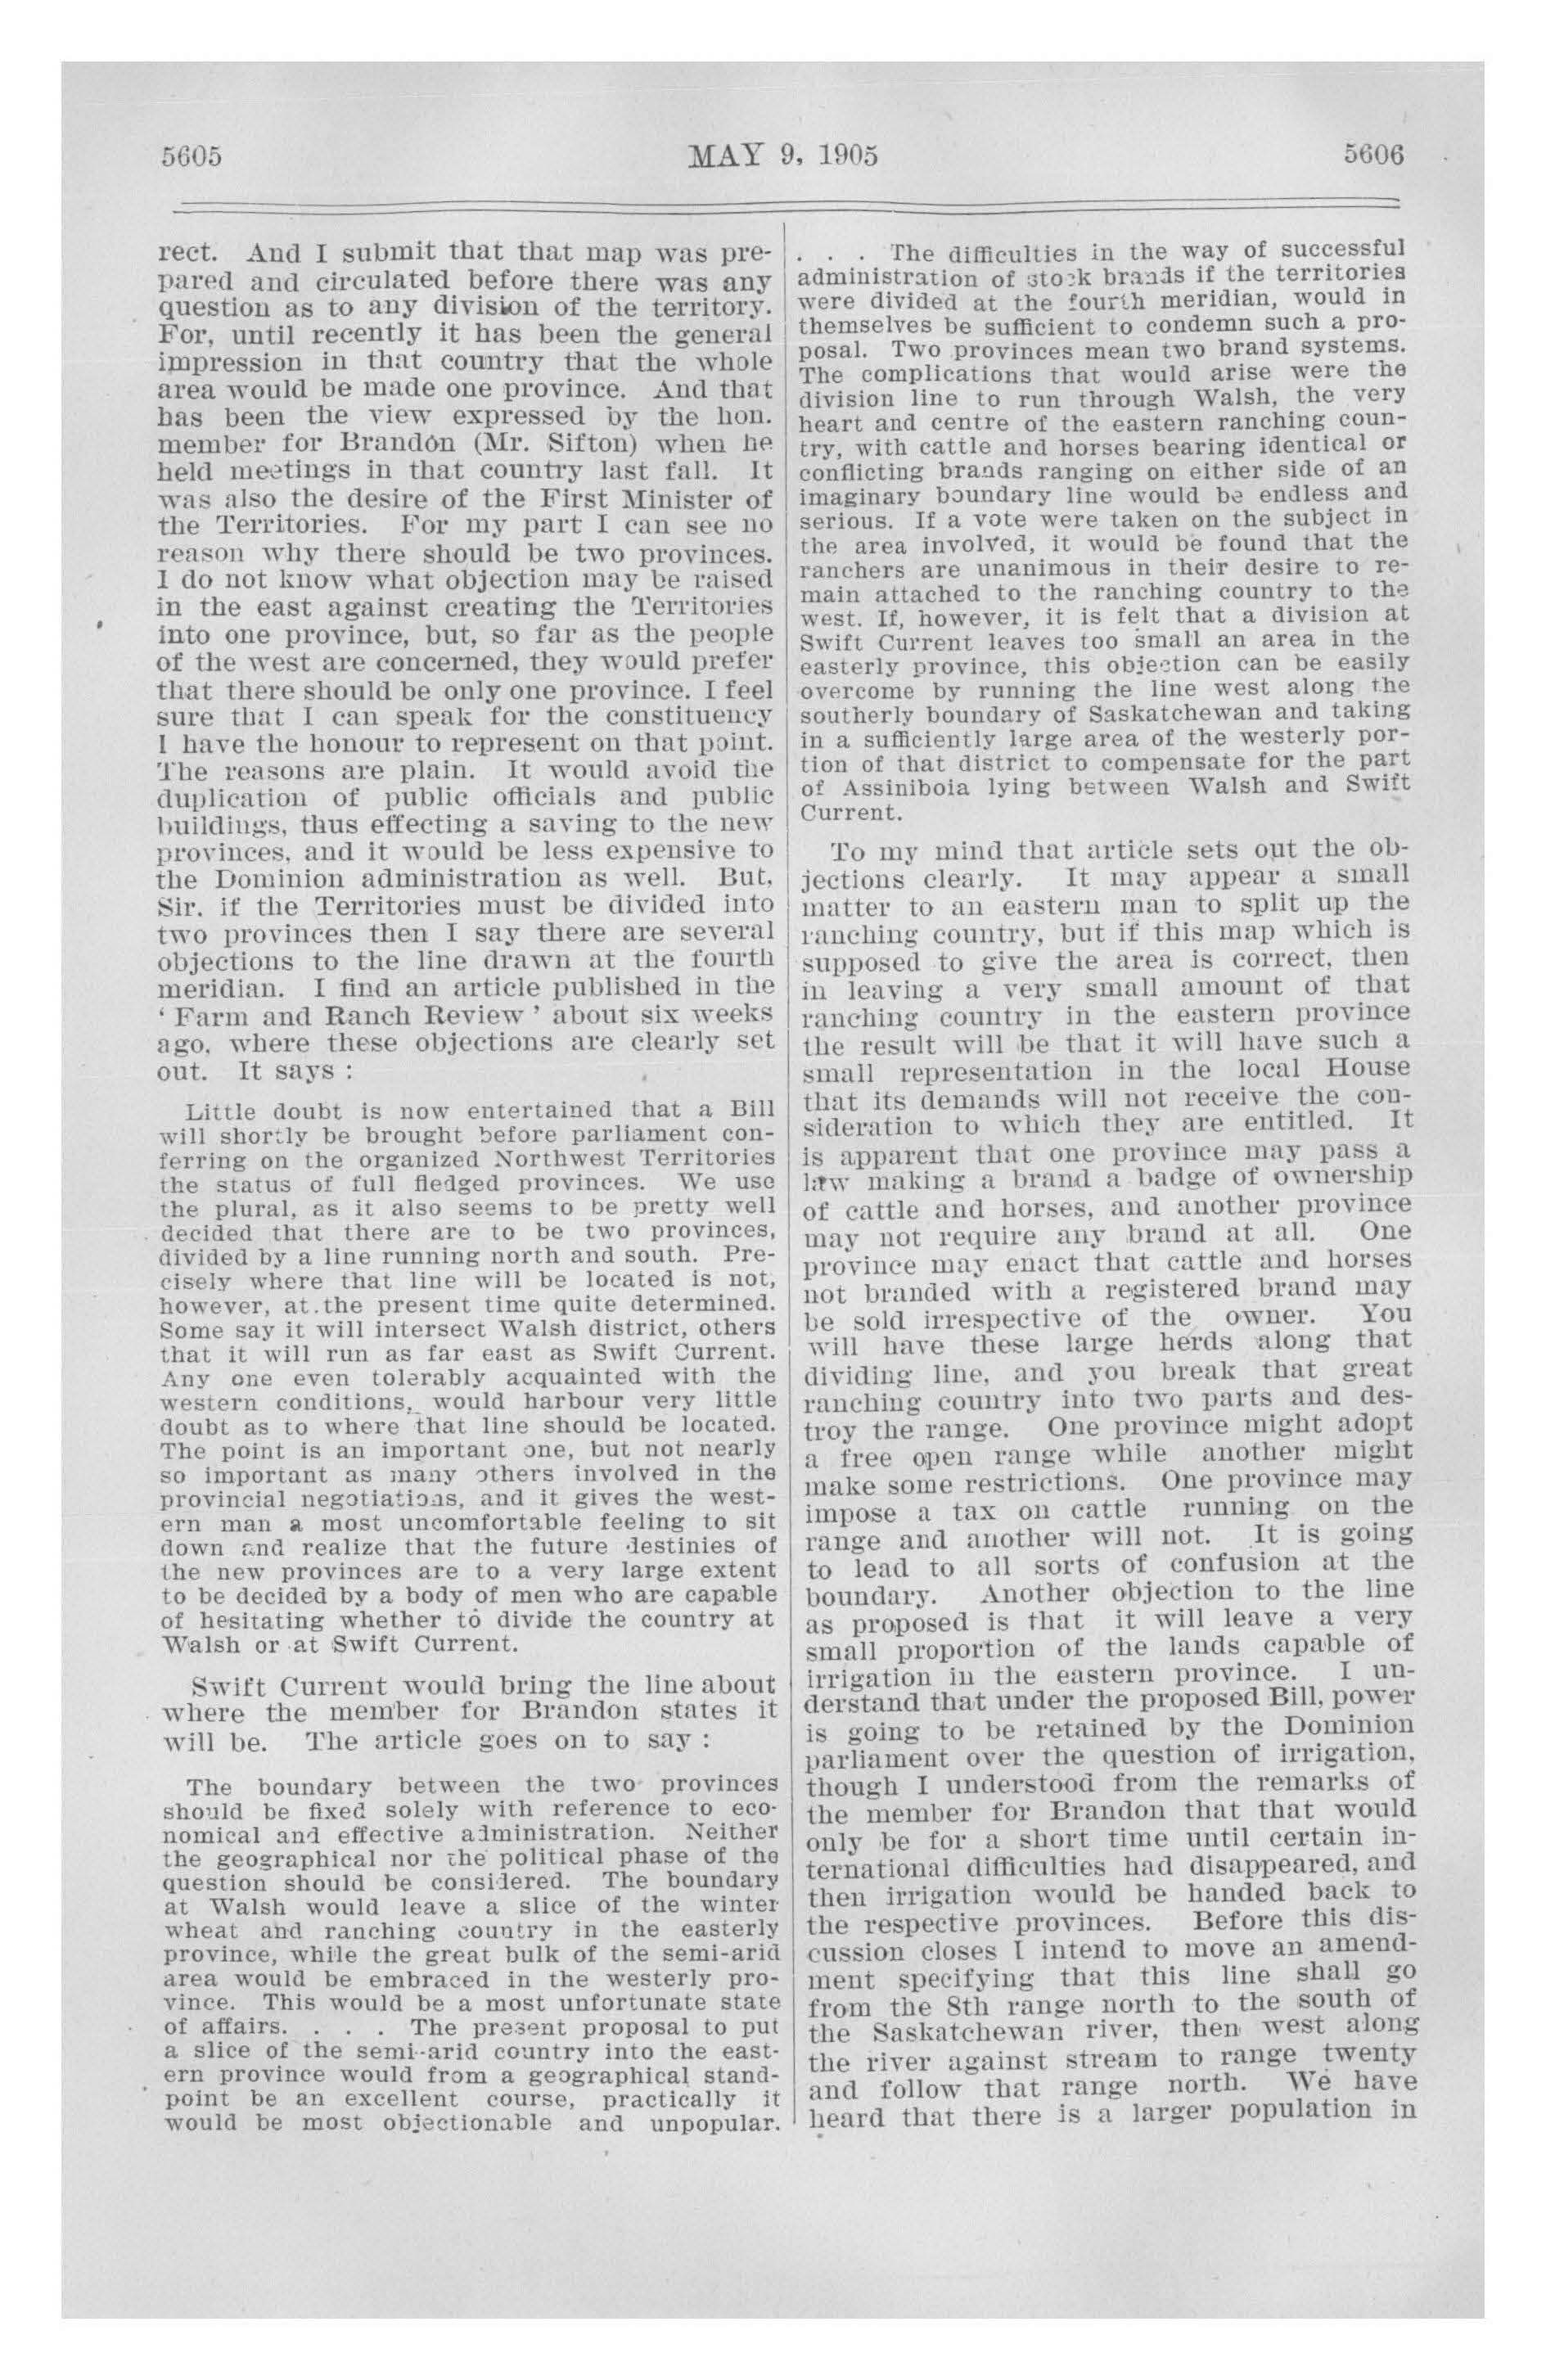 5605
MAY 9, 1905
5606
rect. And I submit that that map was pre-
pared and circulated before there was any
question as to any division of the territory.
For, until recently it has been the general
impression in that country that the whole
area would be made one province. And that
has been the view expressed by the hon.
member for Brandon (Mr. Sifton) when he
held meetings in that country last fall. It
was also the desire of the First Minister of
the Territories. For my part I can see no
reason why there should be two provinces.
I do not know what objection may be raised
in the east against creating the Territories
into one province, but, so far as the people
of the west are concerned, they would prefer
that there should be only one province. I feel
sure that I can speak for the constituency
I have the honour to represent on that point.
The reasons are plain. It would avoid the
duplication of public officials and public
buildings, thus effecting a saving to the new
provinces, and it would be less expensive to
the Dominion administration as well. But,
Sir, if the Territories must be divided into
two provinces then I say there are several
objections to the line drawn at the fourth
meridian. I find an article published in the
‘ Farm and Ranch Review ’ about six weeks
ago, where these objections are clearly set
out. It says :
Little doubt is now entertained that a Bill
will shortly be brought before parliament con-
ferring on the organized Northwest Territories
the status of full fledged provinces. We use
the plural, as it also seems to be pretty well
decided that there are to be two provinces,
divided by a line running north and south. Pre-
cisely where that line will be located is not,
however, at the present time quite determined.
Some say it will intersect Walsh district, others
that it will run as far east as Swift Current.
Any one even tolerably acquainted with the
western conditions, would harbour very little
doubt as to where that line should be located.
The point is an important one, but not nearly
so important as many others involved in the
provincial negotiations, and it gives the west-
ern man a most uncomfortable feeling to sit
down and realize that the future destinies of
the new provinces are to a very large extent
to be decided by a body of men who are capable
of hesitating whether to divide the country at
Walsh or at Swift Current.
Swift Current would bring the line about
where the member for Brandon states it
will be. The article goes on to say :
The boundary between the two provinces
should be fixed solely with reference to eco-
nomical and effective administration. Neither
the geographical nor the political phase of the
question should be considered. The boundary
at Walsh would leave a slice of the winter
wheat and ranching country in the easterly
province, while the great bulk of the semi-arid
area would be embraced in the westerly pro-
vince. This would be a most unfortunate state
of affairs. . . . The present proposal to put
a slice of the semi-arid country into the east-
ern province would from a geographical stand-
point be an excellent course, practically it
would be most objectionable and unpopular.
. . . The difficulties in the way of successful
administration of stock brands if the territories
were divided at the fourth meridian, would in
themselves be sufficient to condemn such a pro-
posal. Two provinces mean two brand systems.
The complications that would arise were the
division line to run through Walsh, the very
heart and centre of the eastern ranching coun-
try, with cattle and horses bearing identical or
conflicting brands ranging on either side of an
imaginary boundary line would be endless and
serious. If a vote were taken on the subject in
the area involved, it would be found that the
ranchers are unanimous in their desire to re-
main attached to the ranching country to the
west. If, however, it is felt that a division at
Swift Current leaves too small an area in the
easterly province, this objection can be easily
overcome by running the line west along the
southerly boundary of Saskatchewan and taking
in a sufficiently large area of the westerly por-
tion of that district to compensate for the part
of Assiniboia lying between Walsh and Swift
Current.
To my mind that article sets out the ob-
jections clearly. It may appear a small
matter to an eastern man to split up the
ranching country, but if this map which is
supposed to give the area is correct, then
in leaving a very small amount of that
ranching country in the eastern province
the result will be that it will have such a
small representation in the local House
that its demands will not receive the con-
sideration to which they are entitled. It
is apparent that one province may pass a
law making a brand a badge of ownership
of cattle and horses, and another province
may not require any brand at all. One
province may enact that cattle and horses
not branded with a registered brand may
be sold irrespective of the owner. You
will have these large herds along that
dividing line, and you break that great
ranching country into two parts and des-
troy the range. One province might adopt
a free open range while another might
make some restrictions. One province may
impose a tax on cattle running on the
range and another will not. It is going
to lead to all sorts of confusion at the
boundary. Another objection to the line
as proposed is that it will leave a very
small proportion of the lands capable of
irrigation in the eastern province. I un-
derstand that under the proposed Bill, power
is going to be retained by the Dominion
parliament over the question of irrigation,
though I understood from the remarks of
the member for Brandon that that would
only be for a short time until certain in-
ternational difficulties had disappeared, and
then irrigation would be handed back to
the respective provinces. Before this dis-
cussion closes I intend to move an amend-
ment specifying that this line shall go
from the 8th range north to the south of
the Saskatchewan river, then west along
the river against stream to range twenty
and follow that range north. We have
heard that there is a larger population in